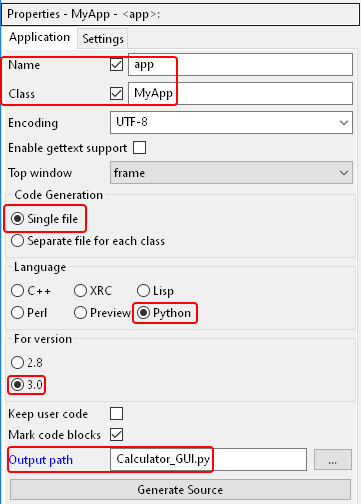 Properties - MyApp - <app>:
Application Settings
Name app
Class MyApp
Encoding UTF-8
Enable gettext support
Top window frame
Code Generation
Single file
Separate file for each class
Language
C++ XRC Lisp
Perl Preview Python
For version
2.8
3.0
Keep user code
Mark code blocks
Output path Calculator_GUI.py ...
Generate Source